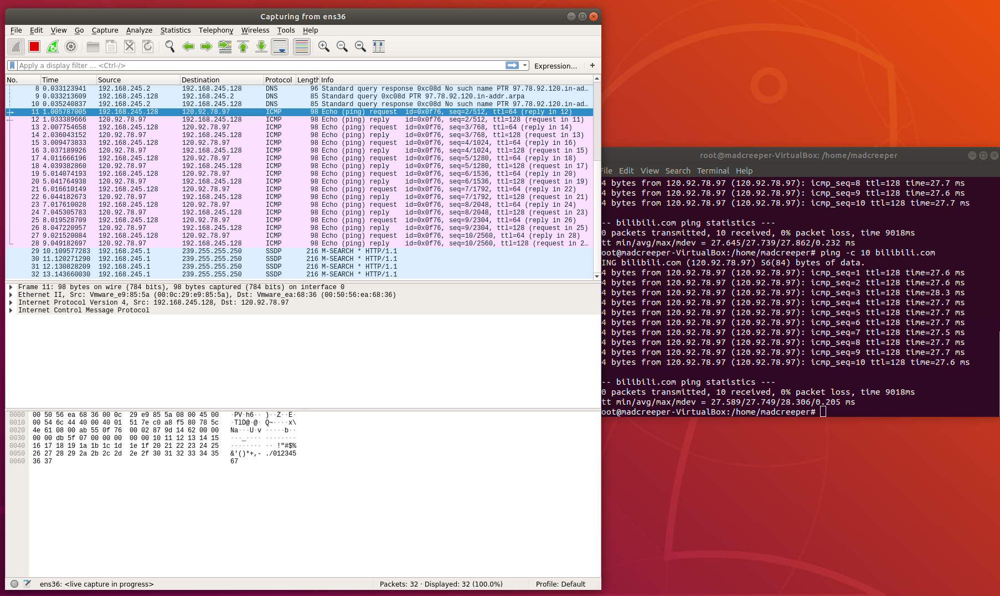 Capturing from ens36
File Edit View Go Capture Analyze Statistics Telephony Wireless Tools Help
Apply a display filter ... <Ctrl-/>
Expression...
+
No. Time Source Destination Protocol Length Info
8 0.033123941 192.168.245.2 192.168.245.128 DNS 96 Standard query response 0xc08d No such name PTR 97.78.92.120.in-ad…
9 0.033213609 192.168.245.128 192.168.245.2 DNS 85 Standard query 0xc08d PTR 97.78.92.120.in-addr.arpa
10 0.035240837 192.168.245.2 192.168.245.128 DNS 85 Standard query response 0xc08d No such name PTR 97.78.92.120.in-ad…
11 1.005787005 192.168.245.128 120.92.78.97 ICMP 98 Echo (ping) request id=0x0f76, seq=2/512, ttl=64 (reply in 12)
12 1.033389666 120.92.78.97 192.168.245.128 ICMP 98 Echo (ping) reply id=0x0f76, seq=2/512, ttl=128 (request in 11)
13 2.007754658 192.168.245.128 120.92.78.97 ICMP 98 Echo (ping) request id=0x0f76, seq=3/768, ttl=64 (reply in 14)
14 2.036043152 120.92.78.97 192.168.245.128 ICMP 98 Echo (ping) reply id=0x0f76, seq=3/768, ttl=128 (request in 13)
15 3.009473833 192.168.245.128 120.92.78.97 ICMP 98 Echo (ping) request id=0x0f76, seq=4/1024, ttl=64 (reply in 16)
16 3.037189926 120.92.78.97 192.168.245.128 ICMP 98 Echo (ping) reply id=0x0f76, seq=4/1024, ttl=128 (request in 15)
17 4.011666196 192.168.245.128 120.92.78.97 ICMP 98 Echo (ping) request id=0x0f76, seq=5/1280, ttl=64 (reply in 18)
18 4.039382860 120.92.78.97 192.168.245.128 ICMP 98 Echo (ping) reply id=0x0f76, seq=5/1280, ttl=128 (request in 17)
19 5.014074193 192.168.245.128 120.92.78.97 ICMP 98 Echo (ping) request id=0x0f76, seq=6/1536, ttl=64 (reply in 20)
20 5.041764938 120.92.78.97 192.168.245.128 ICMP 98 Echo (ping) reply id=0x0f76, seq=6/1536, ttl=128 (request in 19)
21 6.016610149 192.168.245.128 120.92.78.97 ICMP 98 Echo (ping) request id=0x0f76, seq=7/1792, ttl=64 (reply in 22)
22 6.044182673 120.92.78.97 192.168.245.128 ICMP 98 Echo (ping) reply id=0x0f76, seq=7/1792, ttl=128 (request in 21)
23 7.017610028 192.168.245.128 120.92.78.97 ICMP 98 Echo (ping) request id=0x0f76, seq=8/2048, ttl=64 (reply in 24)
24 7.045305783 120.92.78.97 192.168.245.128 ICMP 98 Echo (ping) reply id=0x0f76, seq=8/2048, ttl=128 (request in 23)
25 8.019528709 192.168.245.128 120.92.78.97 ICMP 98 Echo (ping) request id=0x0f76, seq=9/2304, ttl=64 (reply in 26)
26 8.047220957 120.92.78.97 192.168.245.128 ICMP 98 Echo (ping) reply id=0x0f76, seq=9/2304, ttl=128 (request in 25)
27 9.021520084 192.168.245.128 120.92.78.97 ICMP 98 Echo (ping) request id=0x0f76, seq=10/2560, ttl=64 (reply in 28)
28 9.049182697 120.92.78.97 192.168.245.128 ICMP 98 Echo (ping) reply id=0x0f76, seq=10/2560, ttl=128 (request in 2…
29 10.109577283 192.168.245.1 239.255.255.250 SSDP 216 M-SEARCH * HTTP/1.1
30 11.120271290 192.168.245.1 239.255.255.250 SSDP 216 M-SEARCH * HTTP/1.1
31 12.130828209 192.168.245.1 239.255.255.250 SSDP 216 M-SEARCH * HTTP/1.1
32 13.143660030 192.168.245.1 239.255.255.250 SSDP 216 M-SEARCH * HTTP/1.1
Frame 11: 98 bytes on wire (784 bits), 98 bytes captured (784 bits) on interface 0
Ethernet II, Src: Vmware_e9:85:5a (00:0c:29:e9:85:5a), Dst: Vmware_ea:68:36 (00:50:56:ea:68:36)
Internet Protocol Version 4, Src: 192.168.245.128, Dst: 120.92.78.97
Internet Control Message Protocol
0000 00 50 56 ea 68 36 00 0c 29 e9 85 5a 08 00 45 00 ·PV·h6·· )··Z··E·
0010 00 54 6c 44 40 00 40 01 51 7e c0 a8 f5 80 78 5c ·TlD@·@· Q~····x\
0020 4e 61 08 00 ab 55 0f 76 00 02 87 9d 14 62 00 00 Na···U·v ·····b··
0030 00 00 db 5f 07 00 00 00 00 00 10 11 12 13 14 15 ···_···· ········
0040 16 17 18 19 1a 1b 1c 1d 1e 1f 20 21 22 23 24 25 ········ ·· !"#$%
0050 26 27 28 29 2a 2b 2c 2d 2e 2f 30 31 32 33 34 35 &'()*+,- ./012345
0060 36 37 67
ens36: <live capture in progress>
Packets: 32 · Displayed: 32 (100.0%)
Profile: Default
root@madcreeper-VirtualBox: /home/madcreeper
File Edit View Search Terminal Help
4 bytes from 120.92.78.97 (120.92.78.97): icmp_seq=8 ttl=128 time=27.7 ms
4 bytes from 120.92.78.97 (120.92.78.97): icmp_seq=9 ttl=128 time=27.6 ms
4 bytes from 120.92.78.97 (120.92.78.97): icmp_seq=10 ttl=128 time=27.7 ms
-- bilibili.com ping statistics ---
0 packets transmitted, 10 received, 0% packet loss, time 9018ms
tt min/avg/max/mdev = 27.645/27.739/27.862/0.232 ms
oot@madcreeper-VirtualBox:/home/madcreeper# ping -c 10 bilibili.com
ING bilibili.com (120.92.78.97) 56(84) bytes of data.
4 bytes from 120.92.78.97 (120.92.78.97): icmp_seq=1 ttl=128 time=27.6 ms
4 bytes from 120.92.78.97 (120.92.78.97): icmp_seq=2 ttl=128 time=27.6 ms
4 bytes from 120.92.78.97 (120.92.78.97): icmp_seq=3 ttl=128 time=28.3 ms
4 bytes from 120.92.78.97 (120.92.78.97): icmp_seq=4 ttl=128 time=27.7 ms
4 bytes from 120.92.78.97 (120.92.78.97): icmp_seq=5 ttl=128 time=27.7 ms
4 bytes from 120.92.78.97 (120.92.78.97): icmp_seq=6 ttl=128 time=27.7 ms
4 bytes from 120.92.78.97 (120.92.78.97): icmp_seq=7 ttl=128 time=27.5 ms
4 bytes from 120.92.78.97 (120.92.78.97): icmp_seq=8 ttl=128 time=27.7 ms
4 bytes from 120.92.78.97 (120.92.78.97): icmp_seq=9 ttl=128 time=27.7 ms
4 bytes from 120.92.78.97 (120.92.78.97): icmp_seq=10 ttl=128 time=27.6 ms
-- bilibili.com ping statistics ---
0 packets transmitted, 10 received, 0% packet loss, time 9018ms
tt min/avg/max/mdev = 27.589/27.749/28.306/0.205 ms
oot@madcreeper-VirtualBox:/home/madcreeper#